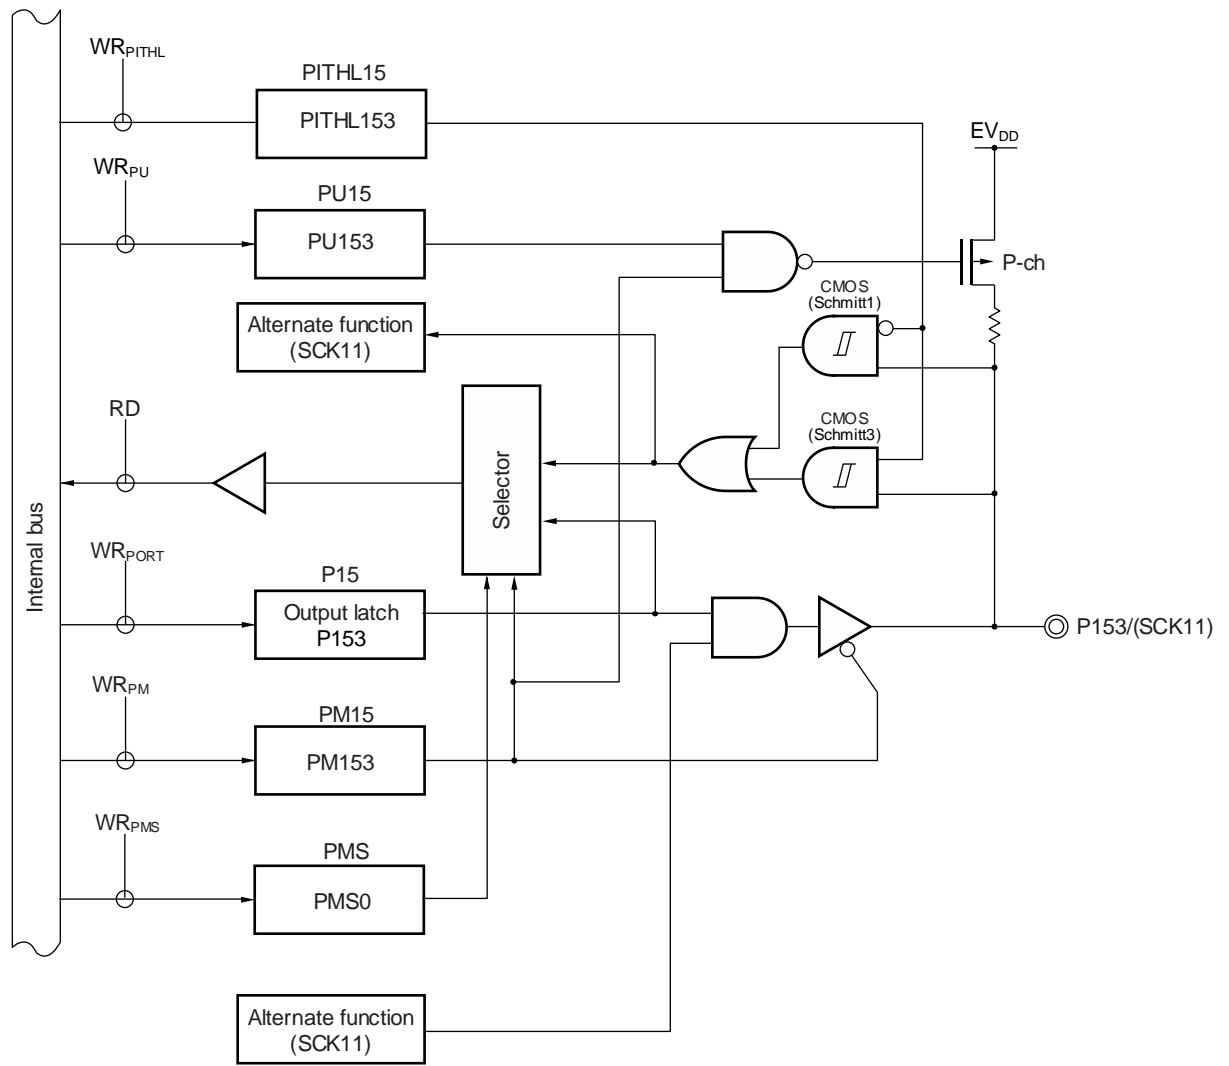 WRPITHL
PITHL15
PITHL153
EVDD
WRPU
PU15
PU153
P-ch
CMOS
(Schmitt1)
Alternate function
(SCK11)
RD
CMOS
(Schmitt3)
Selector
Internal bus
WRPORT
P15
Output latch
P153
P153/(SCK11)
WRPM
PM15
PM153
WRPMS
PMS
PMS0
Alternate function
(SCK11)